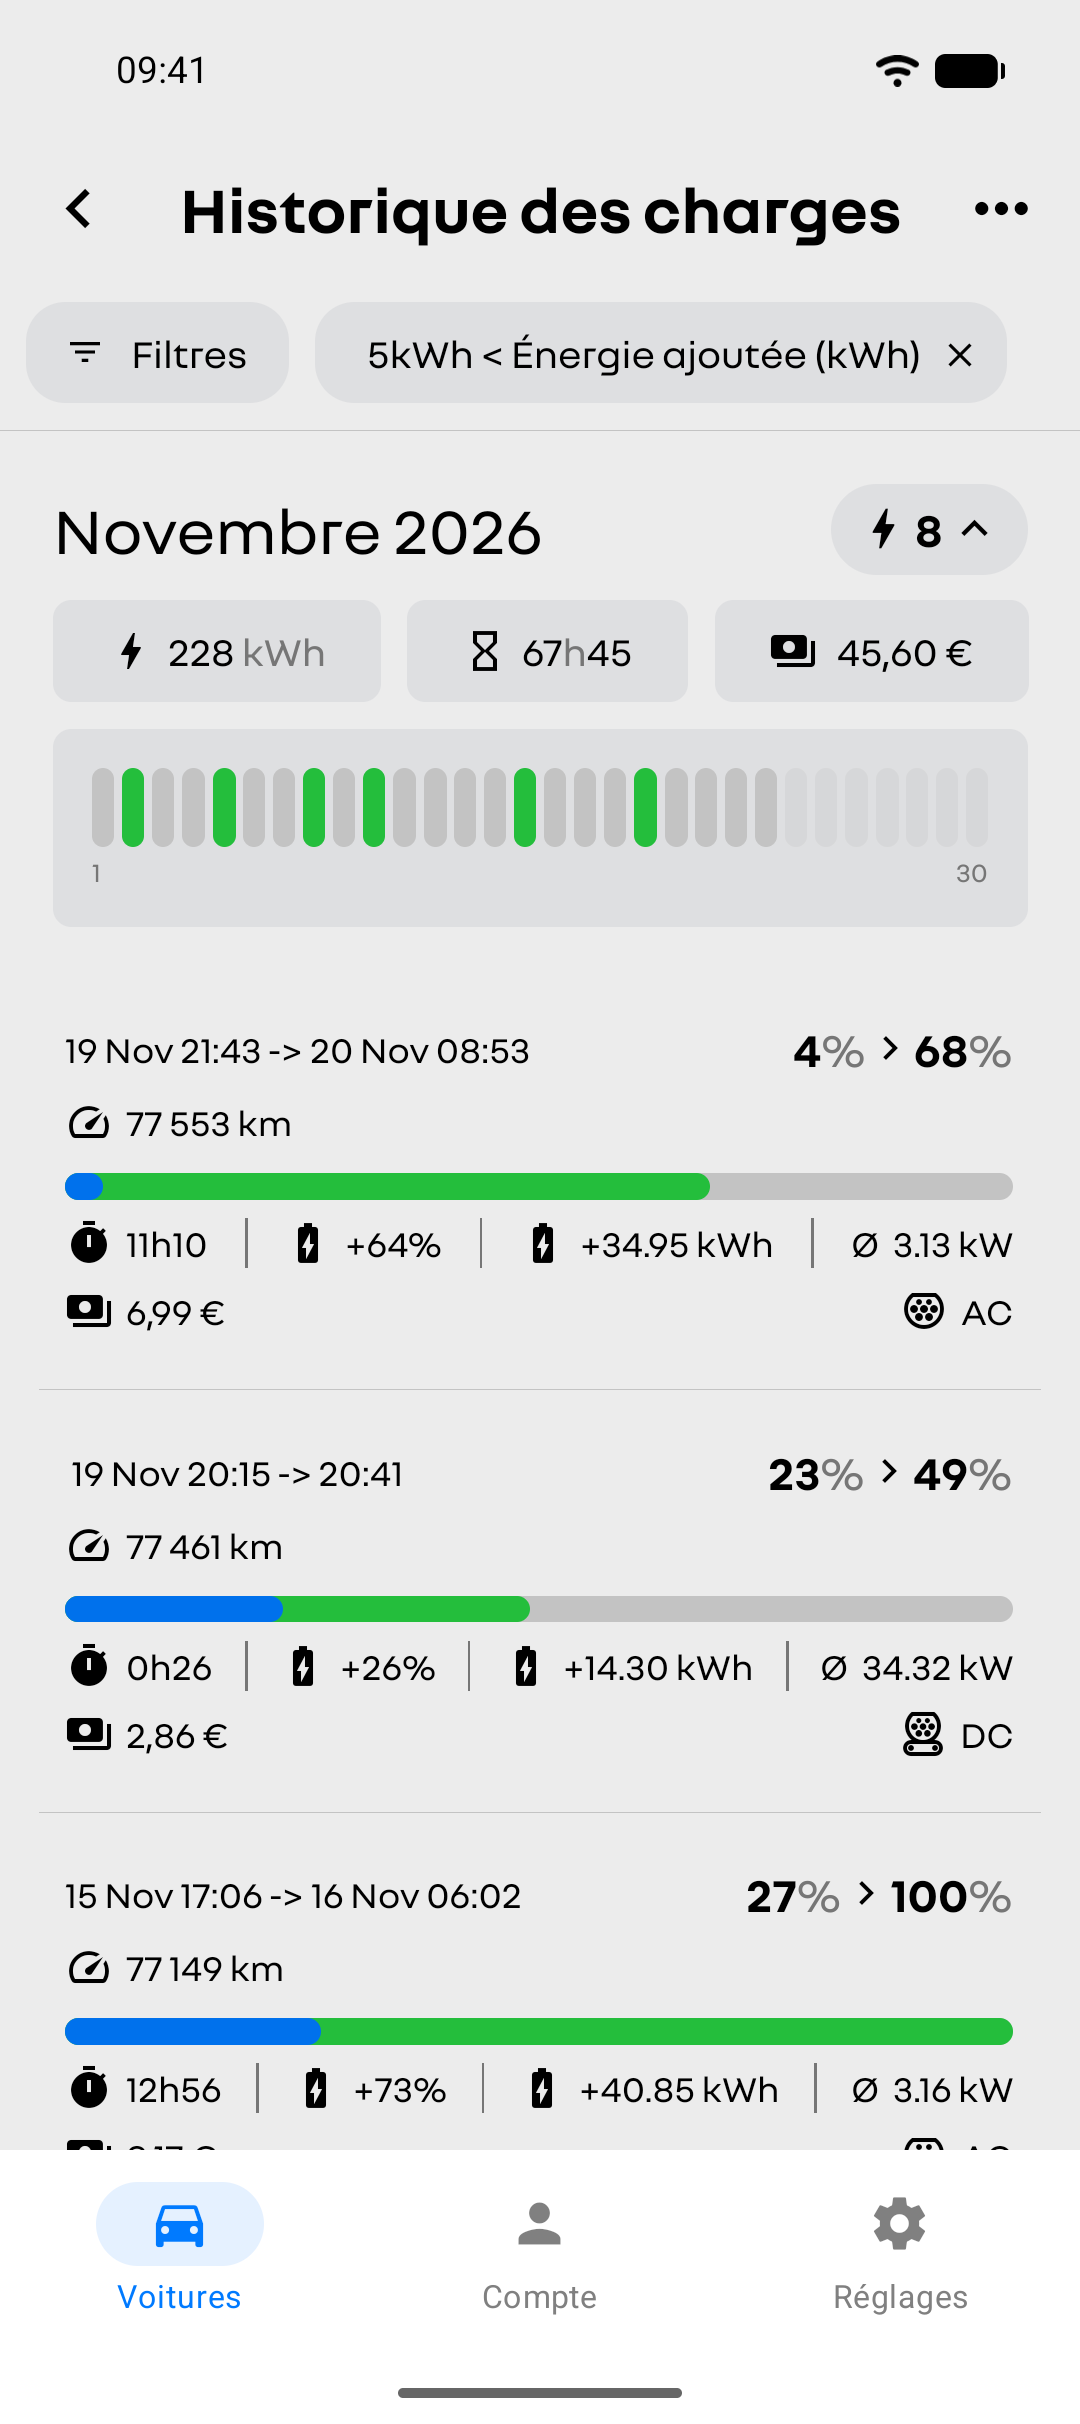 09:41
Historique des charges
Filtres
5kWh < Énergie ajoutée (kWh)
Novembre 2026
8
228 kWh
67h45
45,60 €
1
30
19 Nov 21:43 -> 20 Nov 08:53
4% > 68%
77 553 km
11h10
+64%
+34.95 kWh
Ø 3.13 kW
6,99 €
AC
19 Nov 20:15 -> 20:41
23% > 49%
77 461 km
0h26
+26%
+14.30 kWh
Ø 34.32 kW
2,86 €
DC
15 Nov 17:06 -> 16 Nov 06:02
27% > 100%
77 149 km
12h56
+73%
+40.85 kWh
Ø 3.16 kW
Voitures
Compte
Réglages